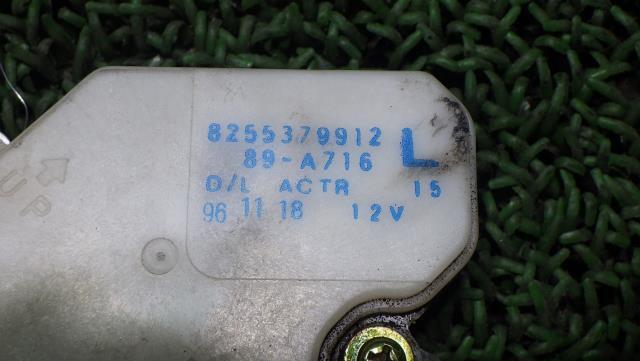 8255379912
89-A716 L
D/L ACTR 15
96 11 18 12V
UP